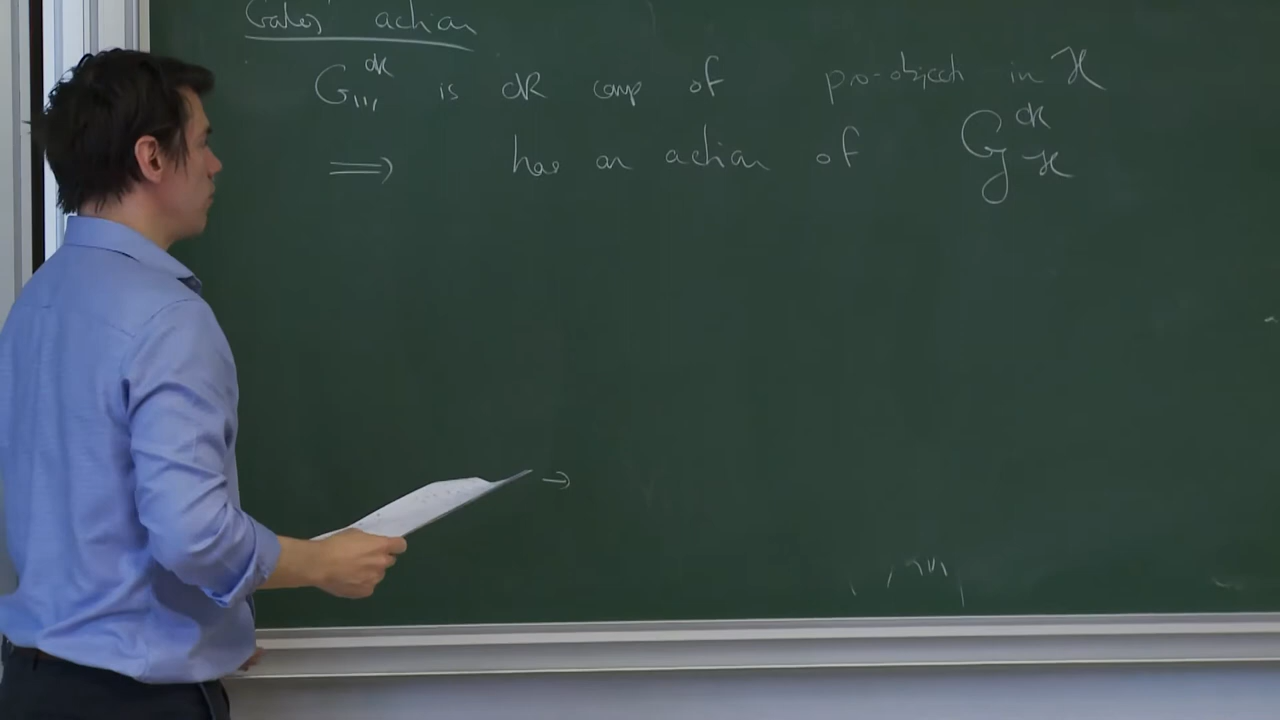 Galois action
G_{1,1}^{dR} is dR comp of pro-object in ℋ
⟹ has an action of G_ℋ^{dR}
→